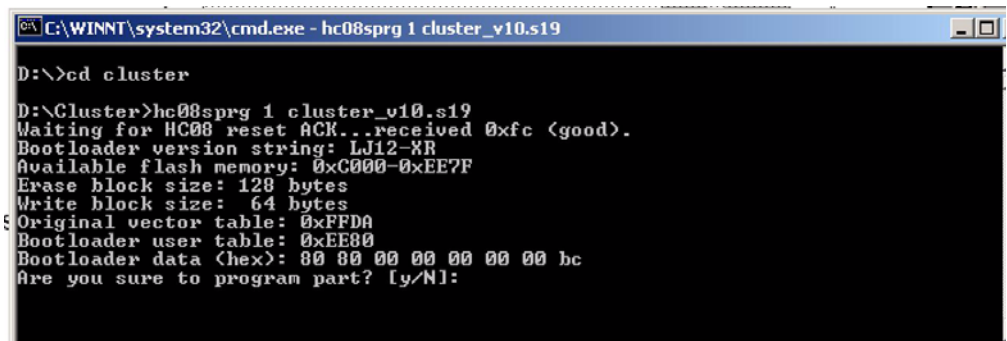 C:\WINNT\system32\cmd.exe - hc08sprg 1 cluster_v10.s19
D:\>cd cluster
D:\Cluster>hc08sprg 1 cluster_v10.s19
Waiting for HC08 reset ACK...received 0xfc (good).
Bootloader version string: LJ12-XR
Available flash memory: 0xC000-0xEE7F
Erase block size: 128 bytes
Write block size:  64 bytes
Original vector table: 0xFFDA
Bootloader user table: 0xEE80
Bootloader data (hex): 80 80 00 00 00 00 00 00 bc
Are you sure to program part? [y/N]: